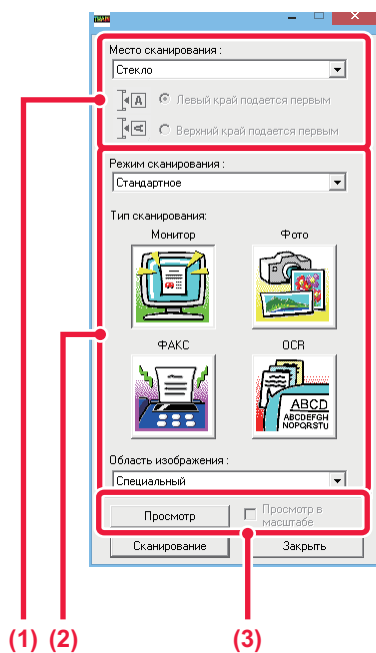 TWAIN
Место сканирования :
Стекло
A Левый край подается первым
A Верхний край подается первым
Режим сканирования :
Стандартное
Тип сканирования:
Монитор Фото
ФАКС OCR
ABCD
ABCDEFGH
NOPQRSTU
Область изображения :
Специальный
Просмотр Просмотр в
масштабе
Сканирование Закрыть
(1) (2) (3)